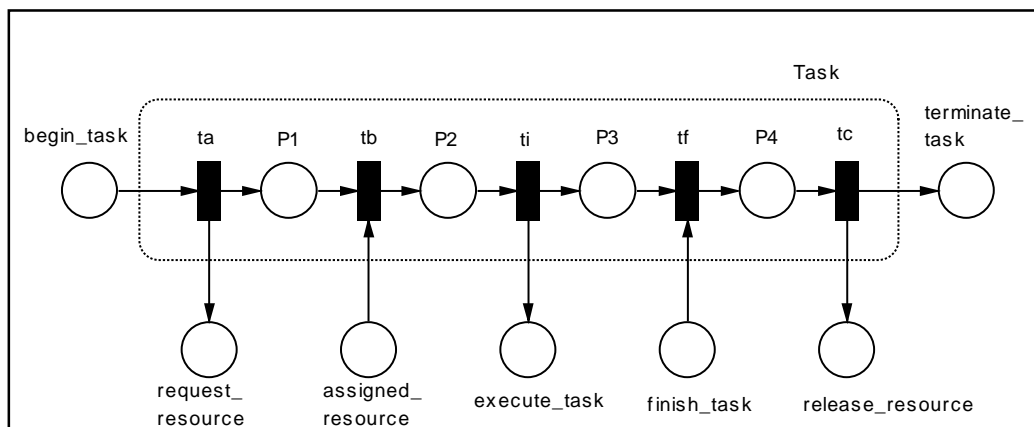 Task
begin_task
ta
P1
tb
P2
ti
P3
tf
P4
tc
terminate_
task
request_
resource
assigned_
resource
execute_task
finish_task
release_resource